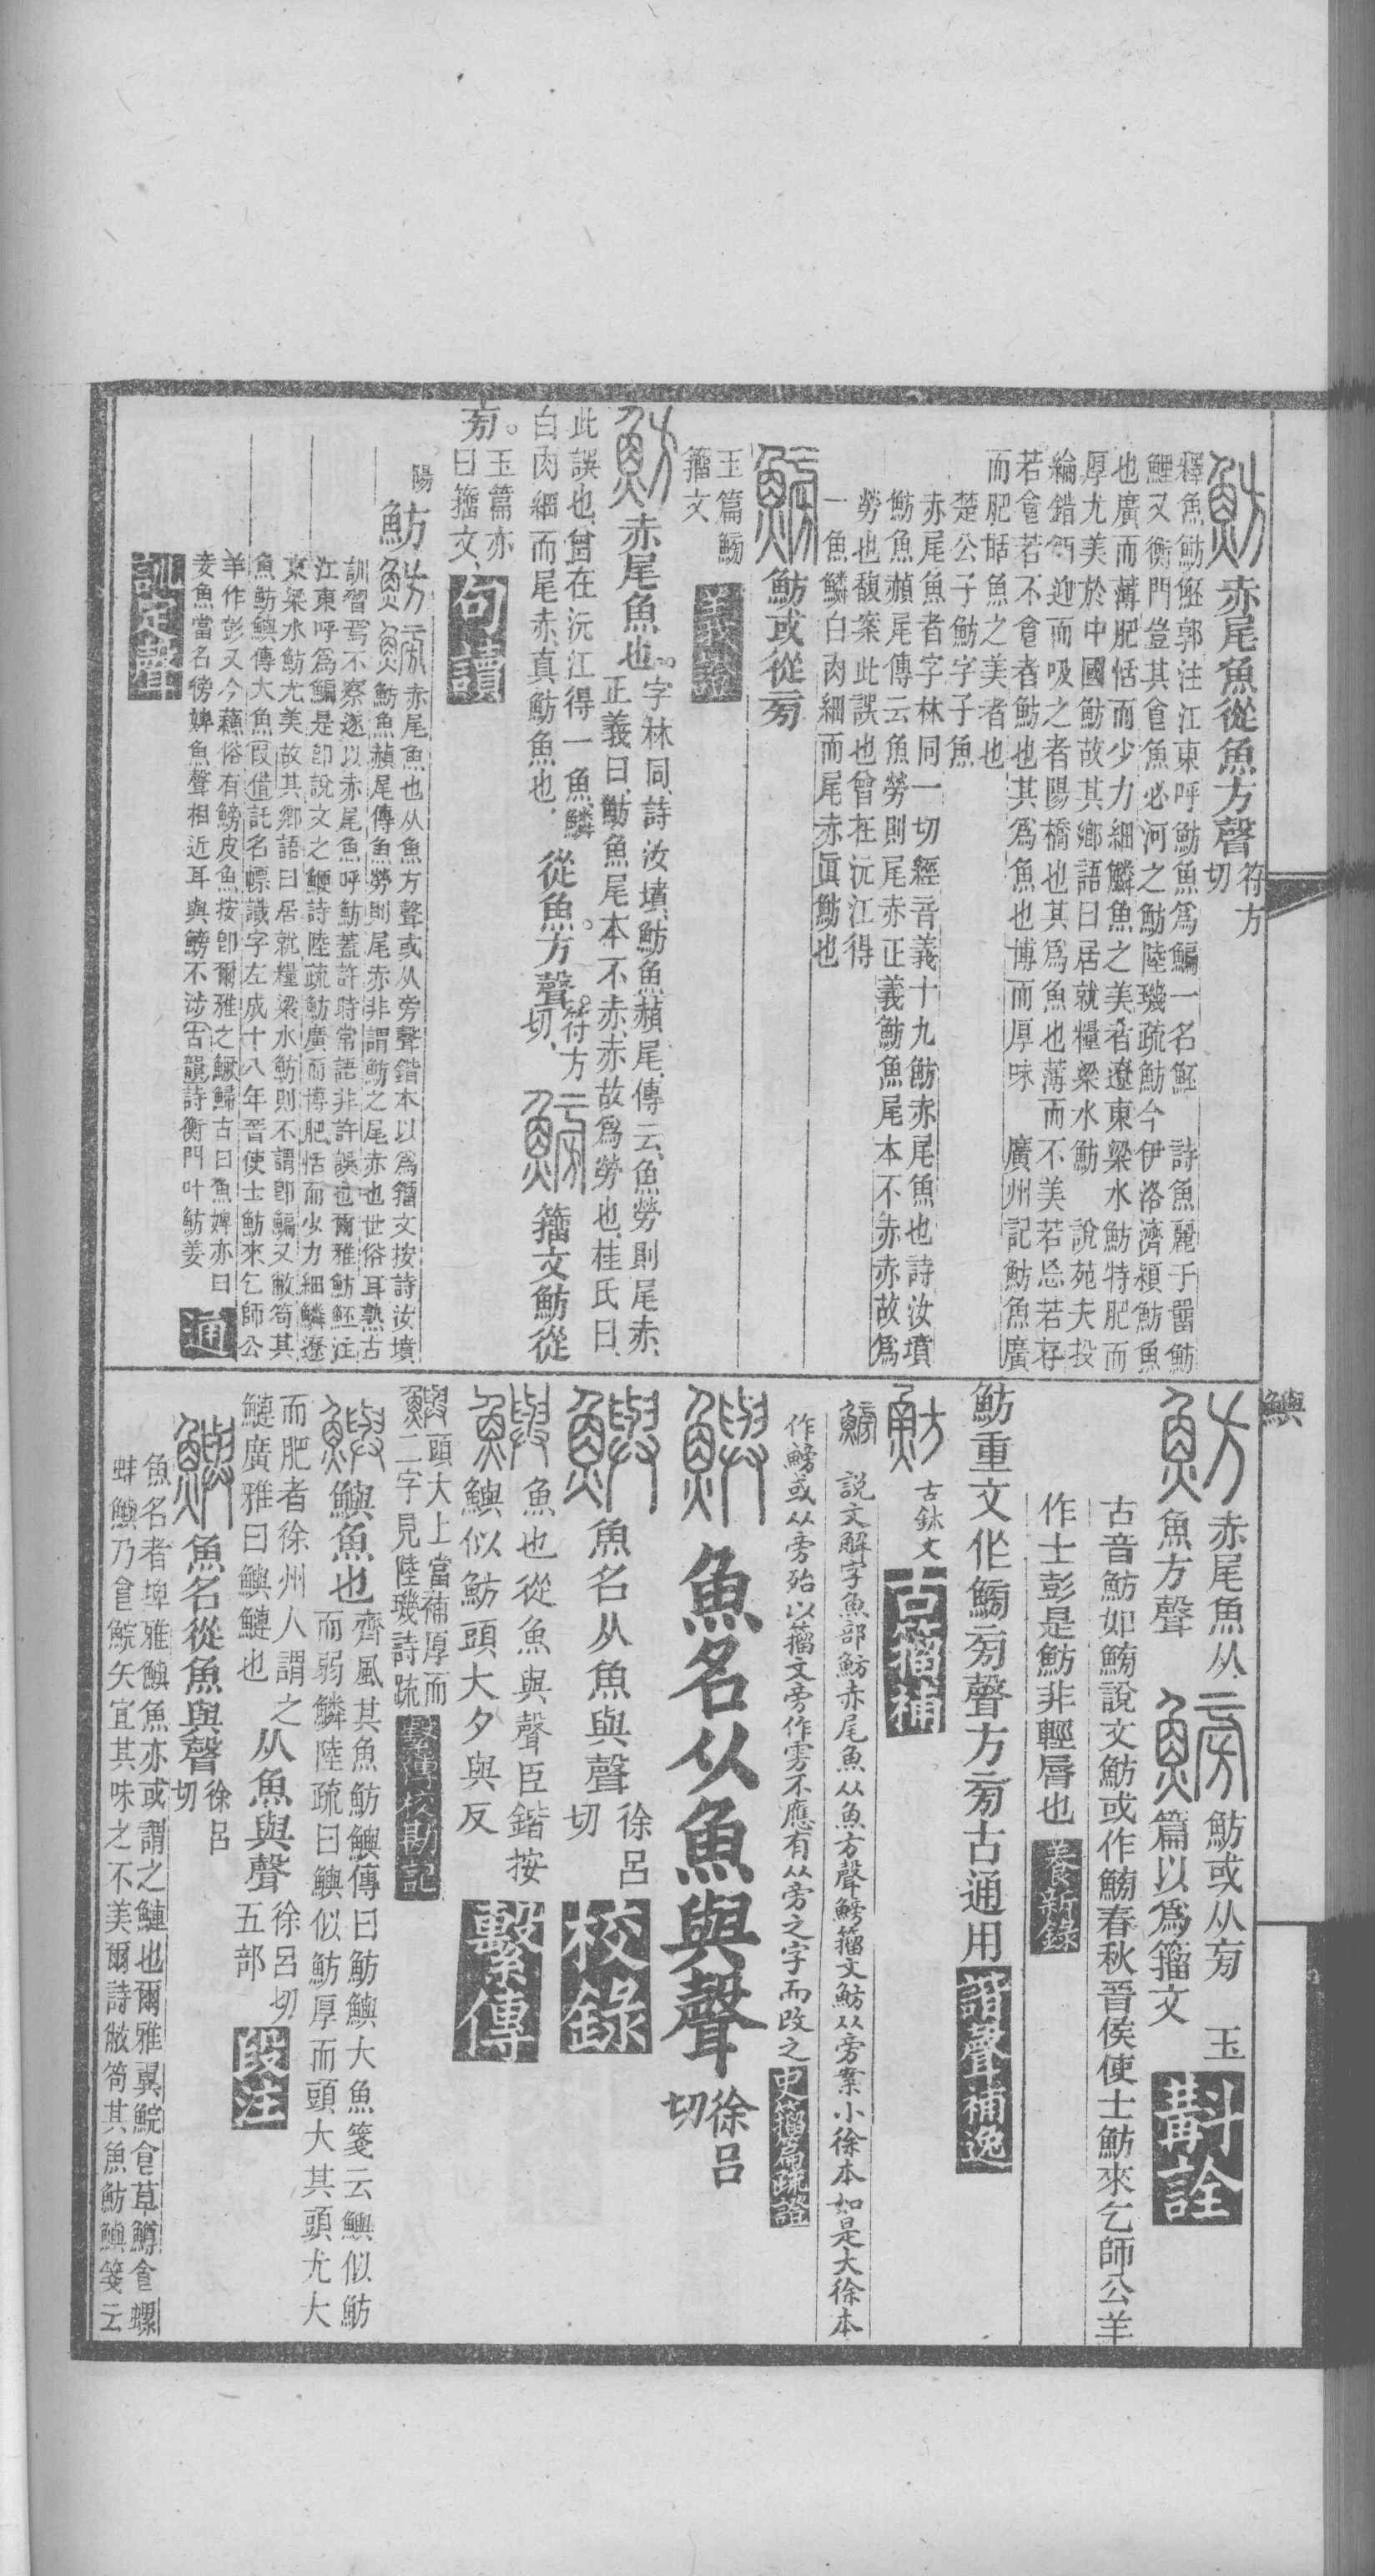 赤尾魚從魚方聲符方切
釋魚魴魾郭注江東呼魴魚爲鯿一名魾 詩魚麗于罶魴
鯉又衡門豈其食魚必河之魴陸璣疏魴今伊洛濟潁魴魚
也廣而薄肥恬而少力細鱗魚之美者遼東梁水魴特肥而
厚尤美於中國魴故其鄉語曰居就糧梁水魴 說苑夫投
綸錯餌迎而吸之者陽橋也其爲魚也薄而不美若忘若存
若食若不食者魴也其爲魚也博而厚味 廣州記魴魚廣
而肥甛魚之美者也
楚公子魴字子魚
赤尾魚者字林同一切經音義十九魴赤尾魚也詩汝墳
魴魚赬尾傳云魚勞則尾赤正義魴魚尾本不赤赤故爲
勞也馥案此誤也曾在沅江得
一魚鱗白肉細而尾赤眞魴也
魴或從旁
玉篇鰟
籀文 義證
赤尾魚也。字林同、詩汝墳、魴魚赬尾、傳云、魚勞則尾赤、
正義曰、魴魚尾本不赤、赤故爲勞也、桂氏曰、
此誤也、曾在沅江得一魚、鱗
白肉細而尾赤、真魴魚也、從魚。方聲。符方切、 籀文魴從
旁。玉篇亦
曰籀文、句讀
陽
魴 赤尾魚也从魚方聲或从旁聲鍇本以爲籀文按詩汝墳
魴魚赬尾傳魚勞則尾赤非謂魴之尾赤也世俗耳熟古
訓習焉不察遂以赤尾魚呼魴蓋許時常語非許誤也爾雅魴魾注
江東呼爲鯿是卽說文之鯾詩陸疏魴廣而博肥恬而少力細鱗遼
東梁水魴尤美故其鄉語曰居就糧梁水魴則不謂卽鯿又敝笱其
魚魴鱮傳大魚叚借託名幖識字左成十八年晉使士魴來乞師公
羊作彭又今蘇俗有鰟皮魚按卽爾雅之鱖鯞古曰魚婢亦曰
妾魚當名傍婢魚聲相近耳與鰟不涉古韻詩衡門叶魴姜 通
訓定聲
鱮
赤尾魚从
魚方聲 魴或从旁 玉
篇以爲籀文 斠詮
古音魴如鰟說文魴或作鰟春秋晉侯使士魴來乞師公羊
作士彭是魴非輕脣也 養新錄
魴重文作鰟旁聲方旁古通用 諧聲補逸
古鉢文 古籀補
說文解字魚部魴赤尾魚从魚方聲鰟籀文魴从旁案小徐本如是大徐本
作鰟或从旁殆以籀文旁作雱不應有从旁之字而改之 史籀篇疏證
魚名从魚與聲徐呂切
魚名从魚與聲徐呂切 校錄
魚也從魚與聲臣鍇按
鱮似魴頭大夕與反 繫傳
頭大上當補厚而
二字見陸璣詩疏 繫傳校勘記
鱮魚也齊風其魚魴鱮傳曰魴鱮大魚箋云鱮似魴
而弱鱗陸疏曰鱮似魴厚而頭大其頭尤大
而肥者徐州人謂之
鰱廣雅曰鱮鰱也 从魚與聲徐呂切五部 段注
魚名從魚與聲徐呂切
魚名者埤雅鱮魚亦或謂之鰱也爾雅翼鯇食草鱒食螺
蚌鱮乃食鯇矢宜其味之不美爾詩敝笱其魚魴鱮箋云